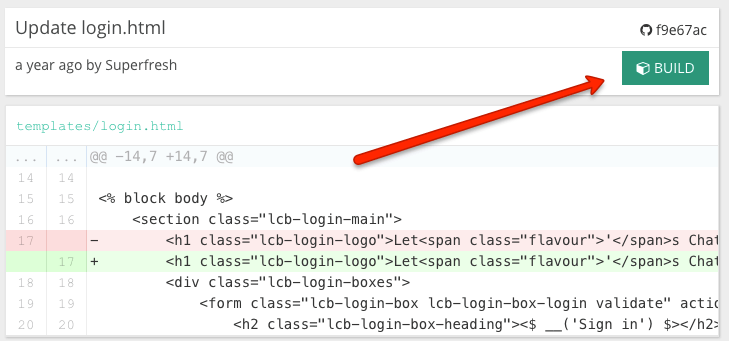 Update login.html
f9e67ac
a year ago by Superfresh
BUILD
templates/login.html
... ... @@ -14,7 +14,7 @@
14 14
15 15 <% block body %>
16 16 <section class="lcb-login-main">
17 - <h1 class="lcb-login-logo">Let<span class="flavour">'</span>s Chat
17 + <h1 class="lcb-login-logo">Let<span class="flavour">'</span>s Chat
18 18 <div class="lcb-login-boxes">
19 19 <form class="lcb-login-box lcb-login-box-login validate" actio
20 20 <h2 class="lcb-login-box-heading"><$ __('Sign in') $></h2>